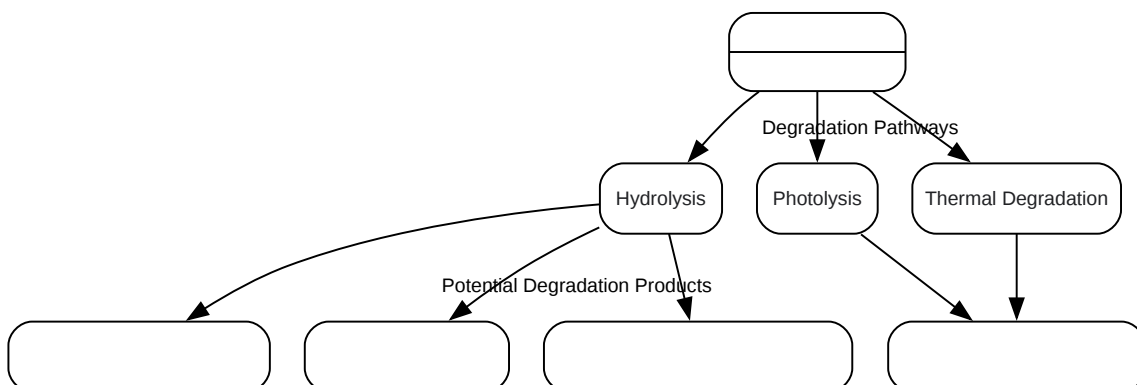 Degradation Pathways
Hydrolysis
Photolysis
Thermal Degradation
Potential Degradation Products